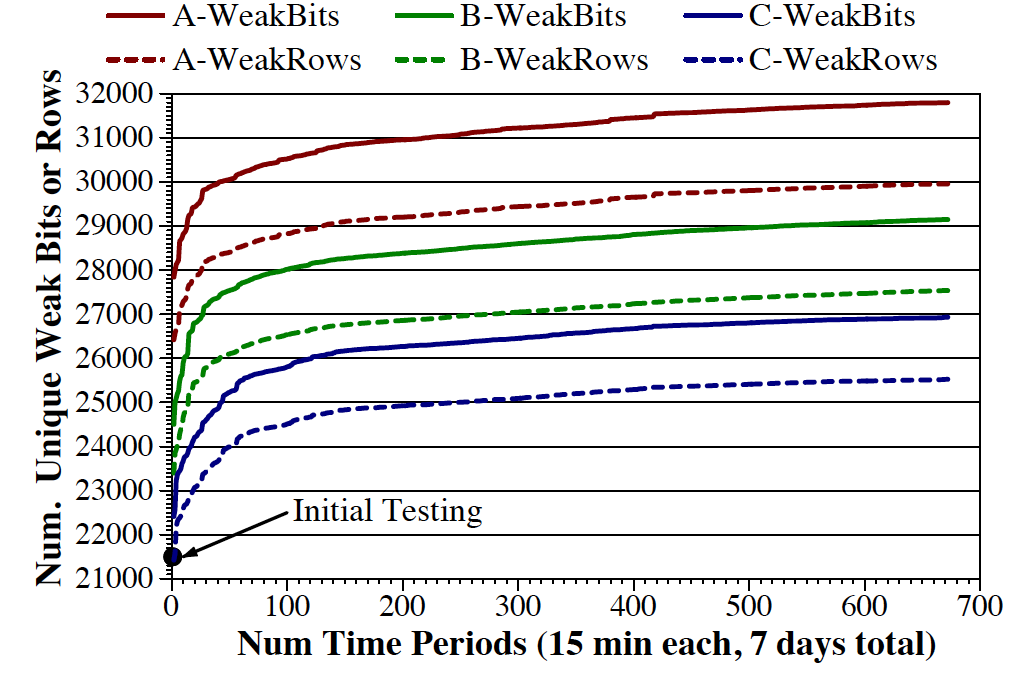 A-WeakBits B-WeakBits C-WeakBits
A-WeakRows B-WeakRows C-WeakRows
Num. Unique Weak Bits or Rows
32000
31000
30000
29000
28000
27000
26000
25000
24000
23000
22000
21000
Initial Testing
0 100 200 300 400 500 600 700
Num Time Periods (15 min each, 7 days total)